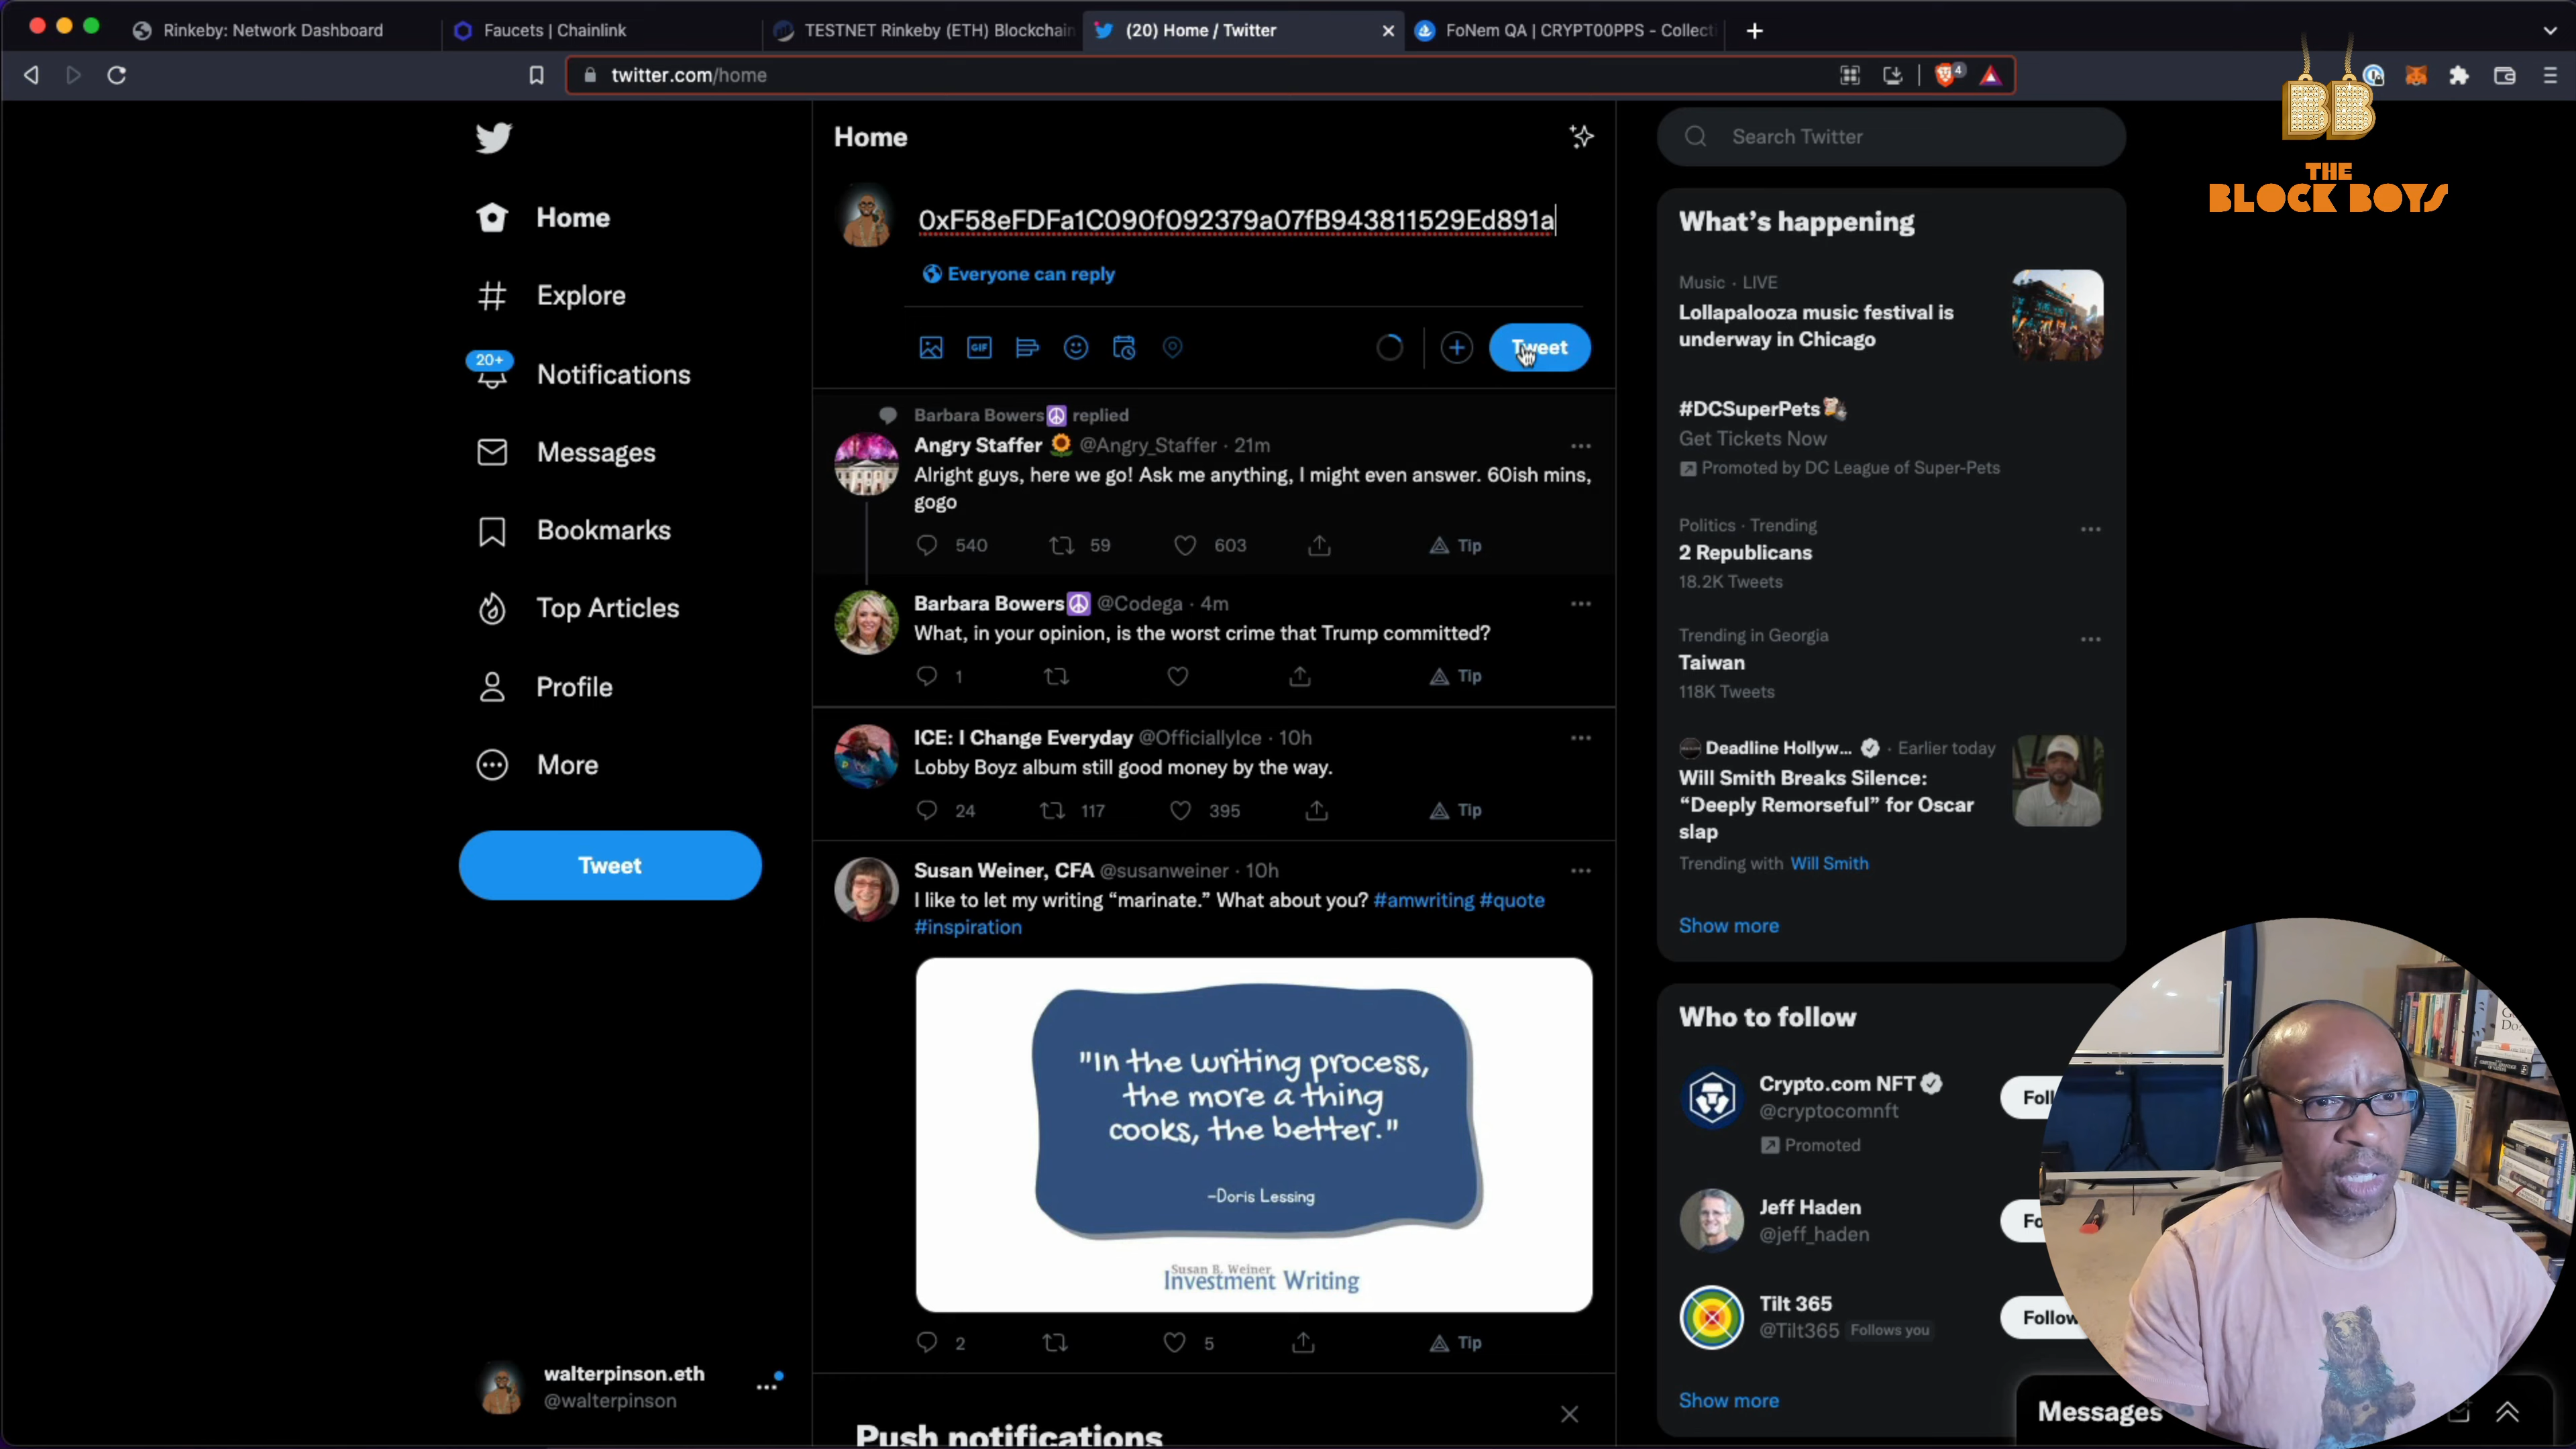 Rinkeby: Network Dashboard
Faucets | Chainlink
TESTNET Rinkeby (ETH) Blockchain
(20) Home / Twitter
FoNem QA | CRYPT00PPS - Collecti
twitter.com/home
4
BB
THE
BLOCK BOYS
Home
Explore
20+
Notifications
Messages
Bookmarks
Top Articles
Profile
More
Tweet
walterpinson.eth
@walterpinson
Home
0xF58eFDFa1C090f092379a07fB943811529Ed891a
Everyone can reply
GIF
Tweet
Barbara Bowers☮ replied
Angry Staffer 🌻 @Angry_Staffer · 21m
Alright guys, here we go! Ask me anything, I might even answer. 60ish mins,
gogo
540 59 603 Tip
Barbara Bowers☮ @Codega · 4m
What, in your opinion, is the worst crime that Trump committed?
1 Tip
ICE: I Change Everyday @OfficiallyIce · 10h
Lobby Boyz album still good money by the way.
24 117 395 Tip
Susan Weiner, CFA @susanweiner · 10h
I like to let my writing “marinate.” What about you? #amwriting #quote
#inspiration
"In the writing process,
the more a thing
cooks, the better."
–Doris Lessing
Susan B. Weiner
Investment Writing
2 5 Tip
Push notifications
Search Twitter
What’s happening
Music · LIVE
Lollapalooza music festival is
underway in Chicago
#DCSuperPets
Get Tickets Now
Promoted by DC League of Super-Pets
Politics · Trending
2 Republicans
18.2K Tweets
Trending in Georgia
Taiwan
118K Tweets
Deadline Hollyw... · Earlier today
Will Smith Breaks Silence:
“Deeply Remorseful” for Oscar
slap
Trending with Will Smith
Show more
Who to follow
Crypto.com NFT
@cryptocomnft
Promoted
Foll
Jeff Haden
@jeff_haden
Fo
Tilt 365
@Tilt365 Follows you
Follow
Show more
Messages